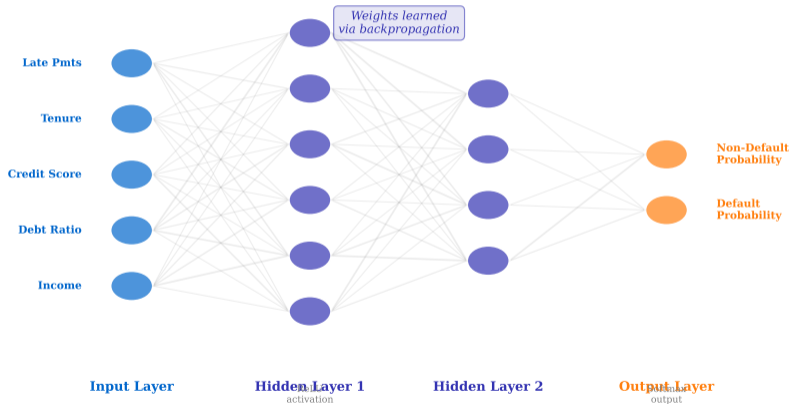 Weights learned
via backpropagation
Late Pmts
Tenure
Credit Score
Debt Ratio
Income
Non-Default
Probability
Default
Probability
Input Layer
Hidden Layer 1
activation
Hidden Layer 2
Output Layer
output